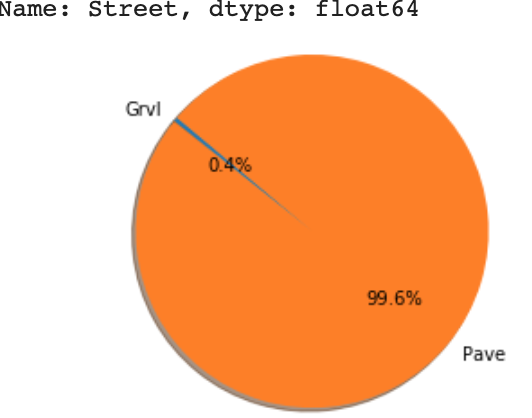 Name: Street, dtype: float64
Grvl
0.4%
99.6%
Pave